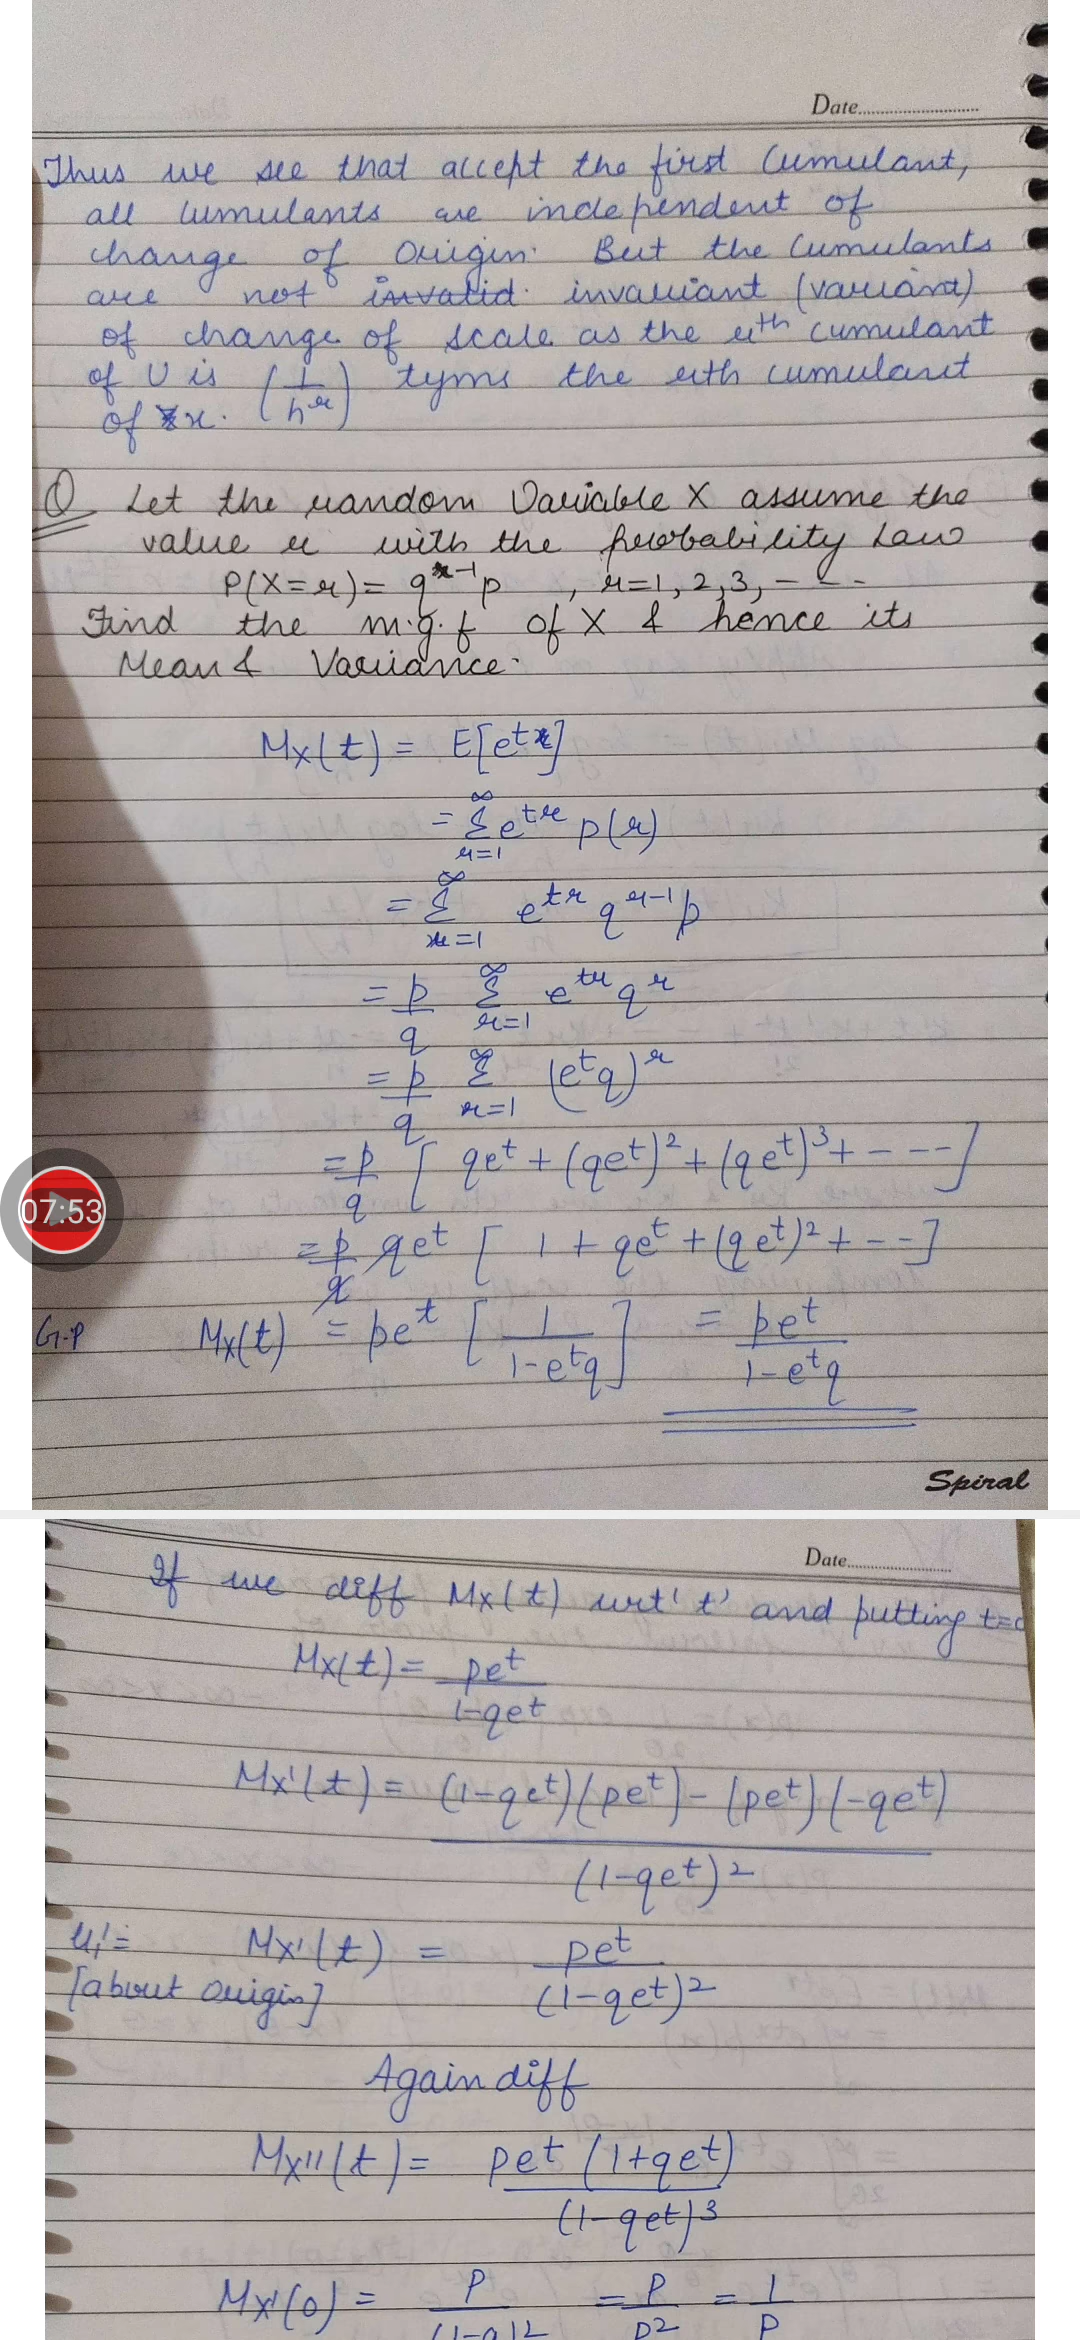 Date
Thus we see that accept the first Cumulant,
all Cumulants are independent of
change of Origin. But the Cumulants
are not invalid invariant (variant)
of change of scale as the rth cumulant
of U is (1/h^r) tyms the rth cumulant
of x.
Q Let the random Variable X assume the
value r with the probability Law
P(X=r) = q^{r-1}p , r=1,2,3,----
Find the m.g.f of X & hence its
Mean & Variance.
Mx(t) = E[e^{tx}]
= Σ_{r=1}^{∞} e^{tr} p(r)
= Σ_{r=1}^{∞} e^{tr} q^{r-1}p
= p/q Σ_{r=1}^{∞} e^{tr} q^r
= p/q Σ_{r=1}^{∞} (e^t q)^r
= p/q [qe^t + (qe^t)^2 + (qe^t)^3 + ----]
07:53
= p/q qe^t [1 + qe^t + (qe^t)^2 + ---]
G.P Mx(t) = pe^t [1/(1-e^t q)] = pe^t/(1-e^t q)
Spiral
Date
If we diff Mx(t) wrt 't' and putting t=0
Mx(t) = pe^t/(1-qe^t)
Mx'(t) = (1-qe^t)(pe^t) - (pe^t)(-qe^t)/(1-qe^t)^2
μ1' = Mx'(t) = pe^t/(1-qe^t)^2
[about origin]
Again diff
Mx''(t) = pe^t (1+qe^t)/(1-qe^t)^3
Mx'(0) = p/(1-q)^2 = p/p^2 = 1/p